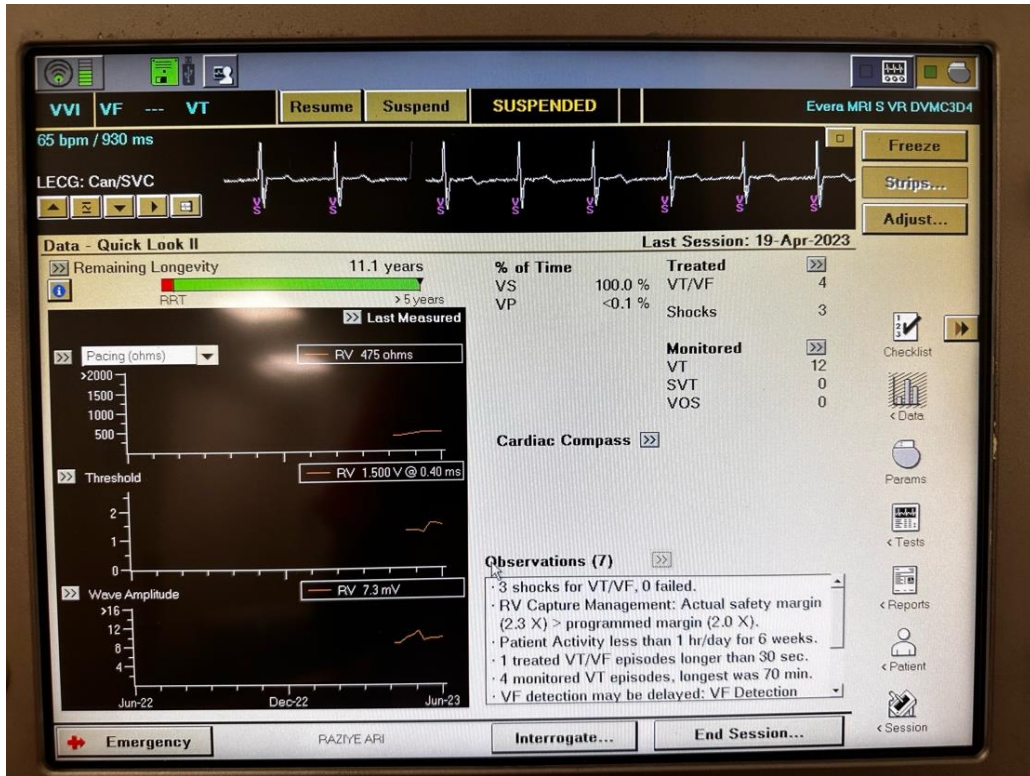 VVI VF --- VT
Resume Suspend SUSPENDED
Evera MRI S VR DVMC3D4
65 bpm / 930 ms
LECG: Can/SVC
VS VS VS VS VS VS VS VS
Freeze
Strips...
Adjust...
Data - Quick Look II
Last Session: 19-Apr-2023
Remaining Longevity 11.1 years
RRT >5 years
>> Last Measured
Pacing (ohms)
RV 475 ohms
>2000
1500
1000
500
>> Threshold
RV 1.500 V @ 0.40 ms
2
1
0
>> Wave Amplitude
RV 7.3 mV
>16
12
8
4
Jun-22 Dec-22 Jun-23
% of Time
VS 100.0 %
VP <0.1 %
Treated >>
VT/VF 4
Shocks 3
Monitored >>
VT 12
SVT 0
VOS 0
Cardiac Compass >>
Observations (7) >>
· 3 shocks for VT/VF, 0 failed.
· RV Capture Management: Actual safety margin
(2.3 X) > programmed margin (2.0 X).
· Patient Activity less than 1 hr/day for 6 weeks.
· 1 treated VT/VF episodes longer than 30 sec.
· 4 monitored VT episodes, longest was 70 min.
· VF detection may be delayed: VF Detection
Checklist
< Data
Params
< Tests
< Reports
< Patient
< Session
Emergency
RAZIYE ARI
Interrogate...
End Session...